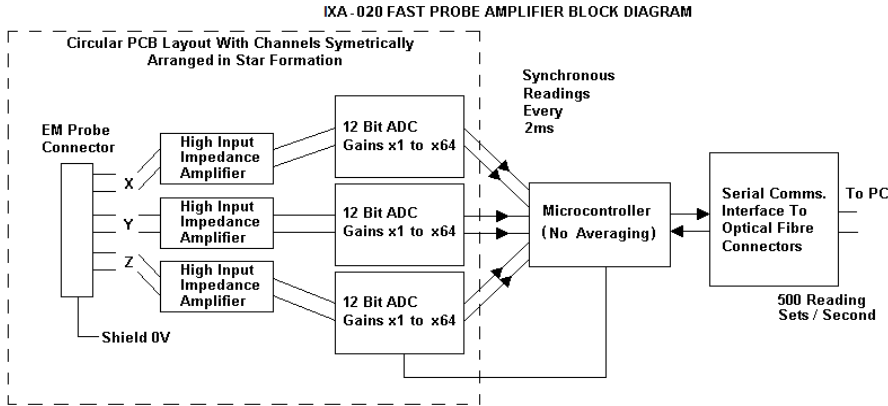 IXA-020 FAST PROBE AMPLIFIER BLOCK DIAGRAM
Circular PCB Layout With Channels Symetrically
Arranged in Star Formation
EM Probe
Connector
X
Y
Z
Shield 0V
High Input
Impedance
Amplifier
High Input
Impedance
Amplifier
High Input
Impedance
Amplifier
12 Bit ADC
Gains x1 to x64
12 Bit ADC
Gains x1 to x64
12 Bit ADC
Gains x1 to x64
Synchronous
Readings
Every
2ms
Microcontroller
(No Averaging)
Serial Comms.
Interface To
Optical Fibre
Connectors
To PC
500 Reading
Sets / Second